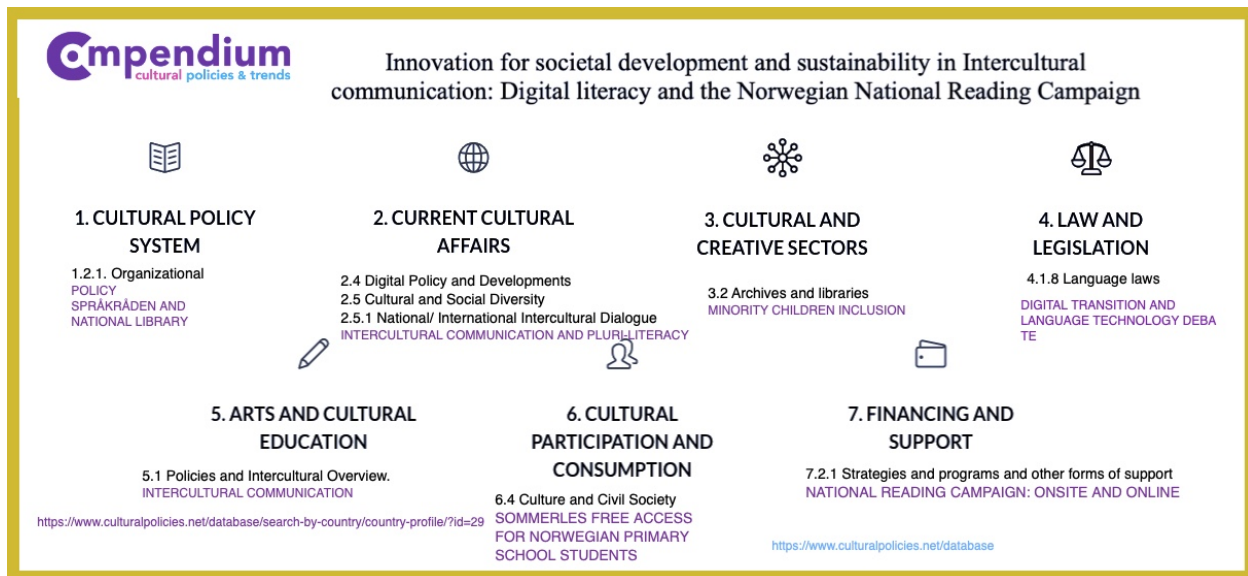 Compendium
cultural policies & trends
Innovation for societal development and sustainability in Intercultural
communication: Digital literacy and the Norwegian National Reading Campaign
1. CULTURAL POLICY
SYSTEM
1.2.1. Organizational
POLICY
SPRÅKRÅDEN AND
NATIONAL LIBRARY
2. CURRENT CULTURAL
AFFAIRS
2.4 Digital Policy and Developments
2.5 Cultural and Social Diversity
2.5.1 National/ International Intercultural Dialogue
INTERCULTURAL COMMUNICATION AND PLURI-LITERACY
3. CULTURAL AND
CREATIVE SECTORS
3.2 Archives and libraries
MINORITY CHILDREN INCLUSION
4. LAW AND
LEGISLATION
4.1.8 Language laws
DIGITAL TRANSITION AND
LANGUAGE TECHNOLOGY DEBA
TE
5. ARTS AND CULTURAL
EDUCATION
5.1 Policies and Intercultural Overview.
INTERCULTURAL COMMUNICATION
https://www.culturalpolicies.net/database/search-by-country/country-profile/?id=29
6. CULTURAL
PARTICIPATION AND
CONSUMPTION
6.4 Culture and Civil Society
SOMMERLES FREE ACCESS
FOR NORWEGIAN PRIMARY
SCHOOL STUDENTS
7. FINANCING AND
SUPPORT
7.2.1 Strategies and programs and other forms of support
NATIONAL READING CAMPAIGN: ONSITE AND ONLINE
https://www.culturalpolicies.net/database